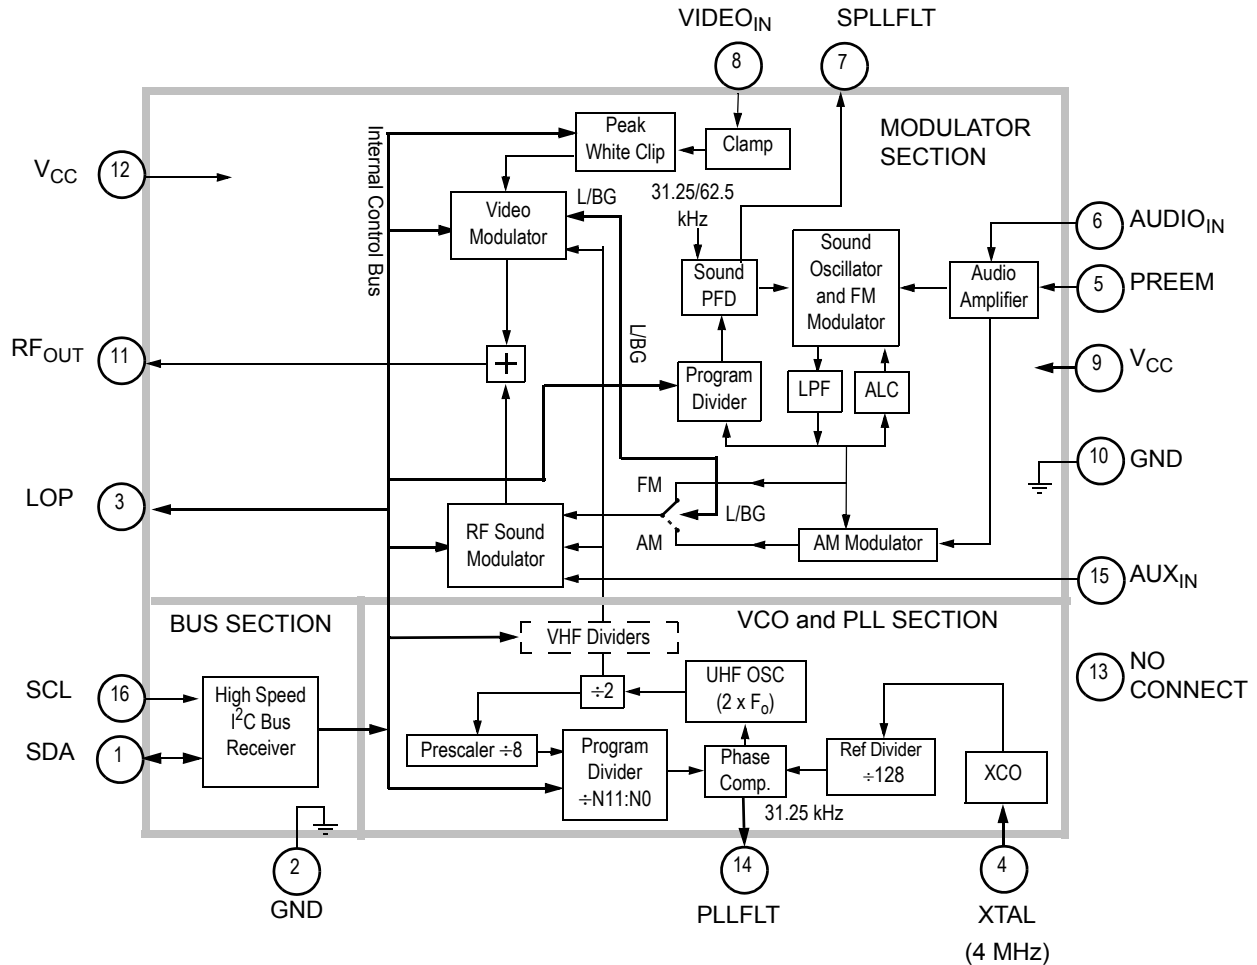 VIDEOIN
SPLLFLT
8
7
MODULATOR
SECTION
Internal Control Bus
Peak
White Clip
Clamp
VCC
12
31.25/62.5
kHz
L/BG
Video
Modulator
Sound
Oscillator
and FM
Modulator
6
AUDIOIN
Sound
PFD
Audio
Amplifier
5
PREEM
L/BG
RFOUT
11
+
Program
Divider
LPF
ALC
9
VCC
10
GND
LOP
3
FM
L/BG
AM
RF Sound
Modulator
AM Modulator
15
AUXIN
BUS SECTION
VCO and PLL SECTION
VHF Dividers
13
NO
CONNECT
SCL
16
High Speed
I2C Bus
Receiver
÷2
UHF OSC
(2 x Fo)
SDA
1
Prescaler ÷8
Program
Divider
÷N11:N0
Phase
Comp.
Ref Divider
÷128
XCO
31.25 kHz
2
GND
14
PLLFLT
4
XTAL
(4 MHz)